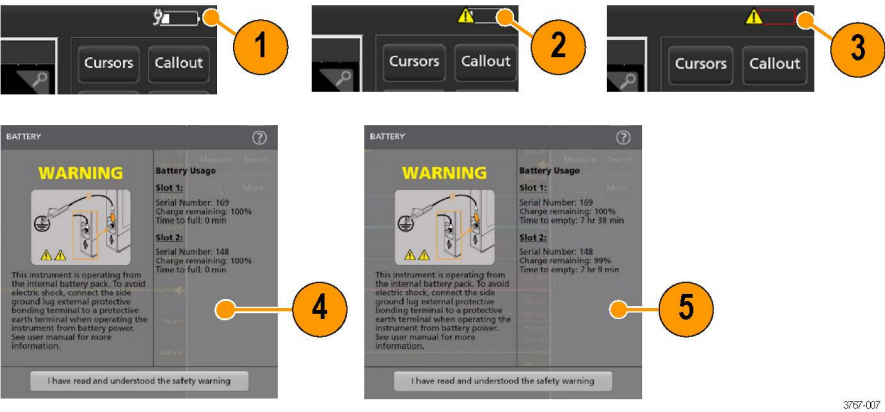 1
2
3
Cursors
Callout
Cursors
Callout
Cursors
Callout
BATTERY
?
WARNING
This instrument is operating from
the internal battery pack. To avoid
electric shock, connect the side
ground lug external protective
bonding terminal to a protective
earth terminal when operating the
instrument from battery power.
See user manual for more
information.
Measure
Search
More...
Battery Usage
Slot 1:
Serial Number: 169
Charge remaining: 100%
Time to full: 0 min
Slot 2:
Serial Number: 148
Charge remaining: 100%
Time to full: 0 min
I have read and understood the safety warning
4
BATTERY
?
WARNING
This instrument is operating from
the internal battery pack. To avoid
electric shock, connect the side
ground lug external protective
bonding terminal to a protective
earth terminal when operating the
instrument from battery power.
See user manual for more
information.
Measure
Search
More...
Battery Usage
Slot 1:
Serial Number: 169
Charge remaining: 100%
Time to empty: 7 hr 38 min
Slot 2:
Serial Number: 148
Charge remaining: 99%
Time to empty: 7 hr 9 min
I have read and understood the safety warning
5
3767-007